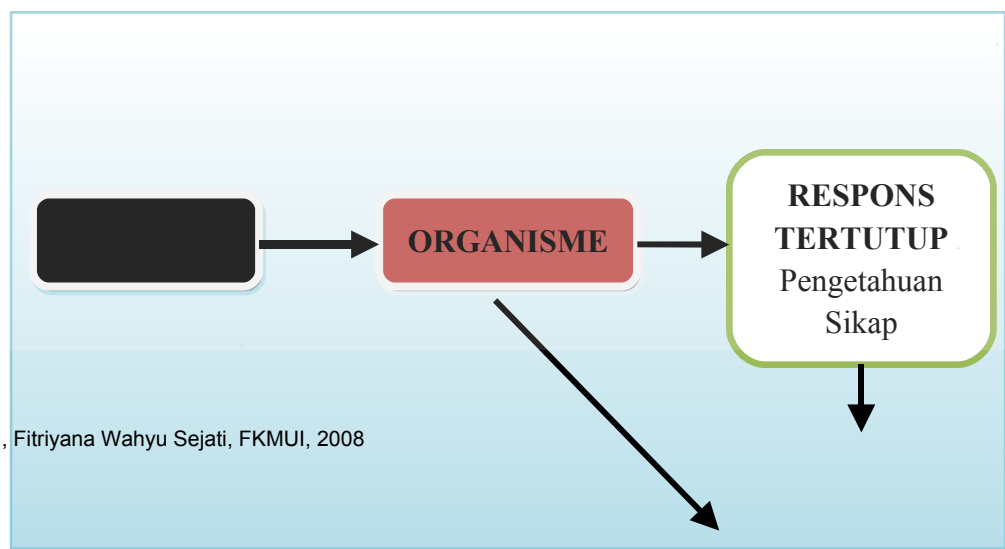 ORGANISME
RESPONS
TERTUTUP
Pengetahuan
Sikap
, Fitriyana Wahyu Sejati, FKMUI, 2008